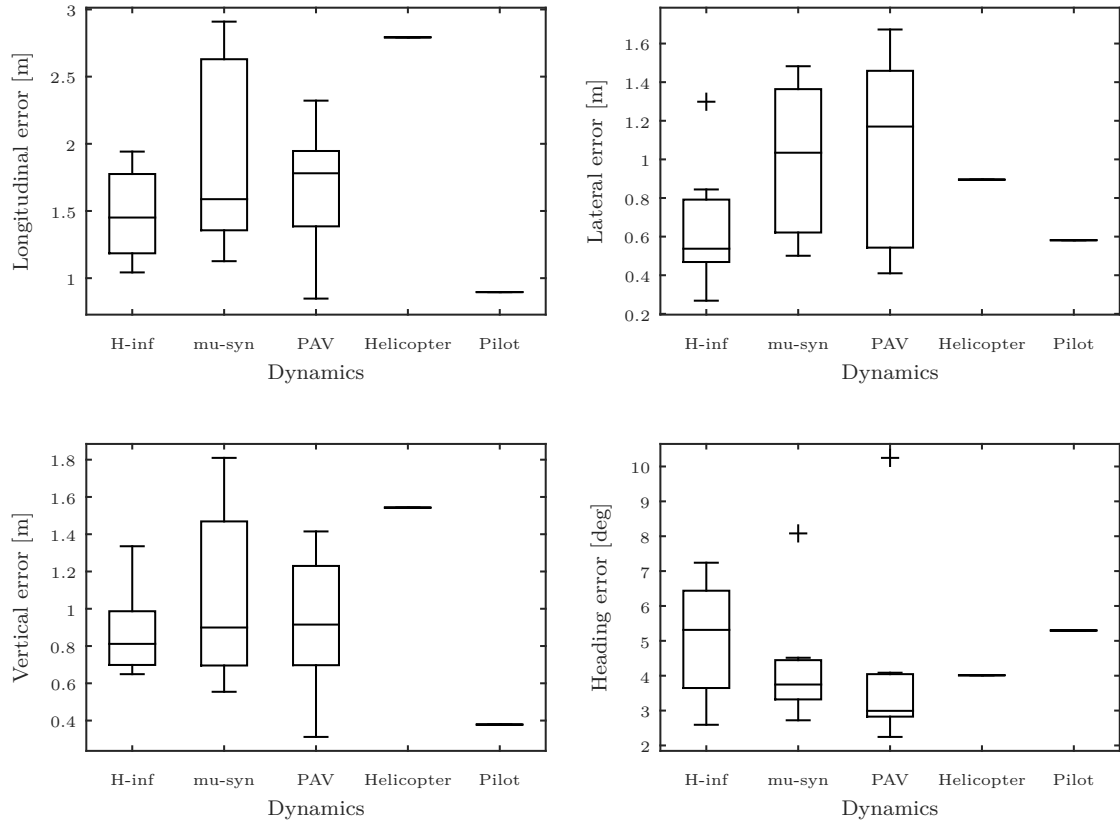 3
2.5
2
1.5
1
Longitudinal error [m]
H-inf mu-syn PAV Helicopter Pilot
Dynamics
1.6
1.4
1.2
1
0.8
0.6
0.4
0.2
Lateral error [m]
H-inf mu-syn PAV Helicopter Pilot
Dynamics
1.8
1.6
1.4
1.2
1
0.8
0.6
0.4
Vertical error [m]
H-inf mu-syn PAV Helicopter Pilot
Dynamics
10
9
8
7
6
5
4
3
2
Heading error [deg]
H-inf mu-syn PAV Helicopter Pilot
Dynamics